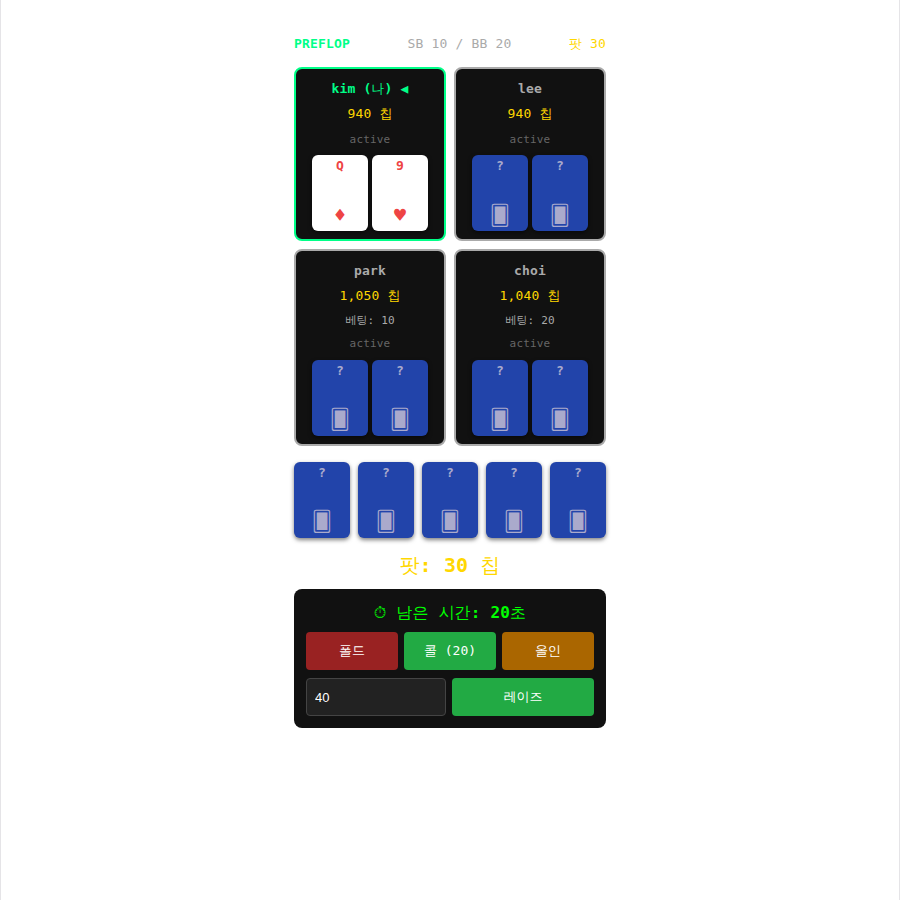 PREFLOP SB 10 / BB 20 팟 30
kim (나) ◀ lee
940 칩 940 칩
active active
Q 9 ? ?
♦ ♥ 🂠 🂠
park choi
1,050 칩 1,040 칩
베팅: 10 베팅: 20
active active
? ? ? ?
🂠 🂠 🂠 🂠
? ? ? ? ?
🂠 🂠 🂠 🂠 🂠
팟: 30 칩
⏱ 남은 시간: 20초
폴드 콜 (20) 올인
40 레이즈